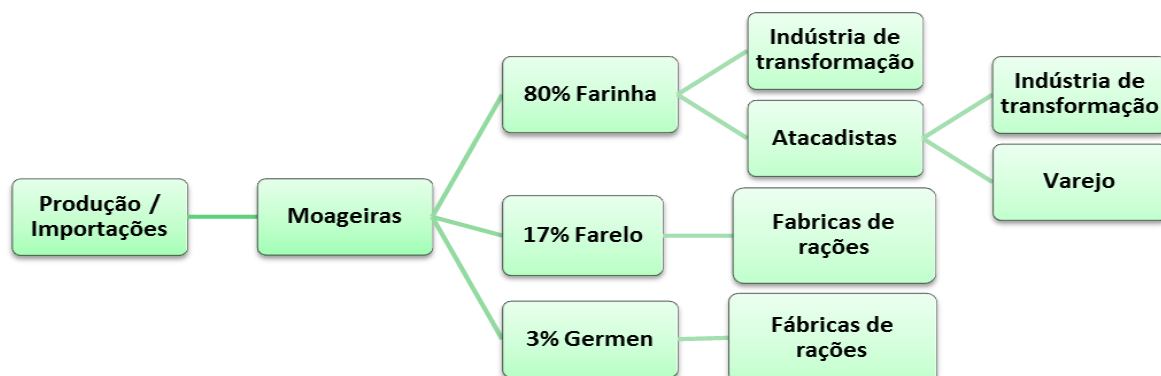 Produção /
Importações
Moageiras
80% Farinha
Indústria de
transformação
Atacadistas
Indústria de
transformação
Varejo
17% Farelo
Fabricas de
rações
3% Germen
Fábricas de
rações